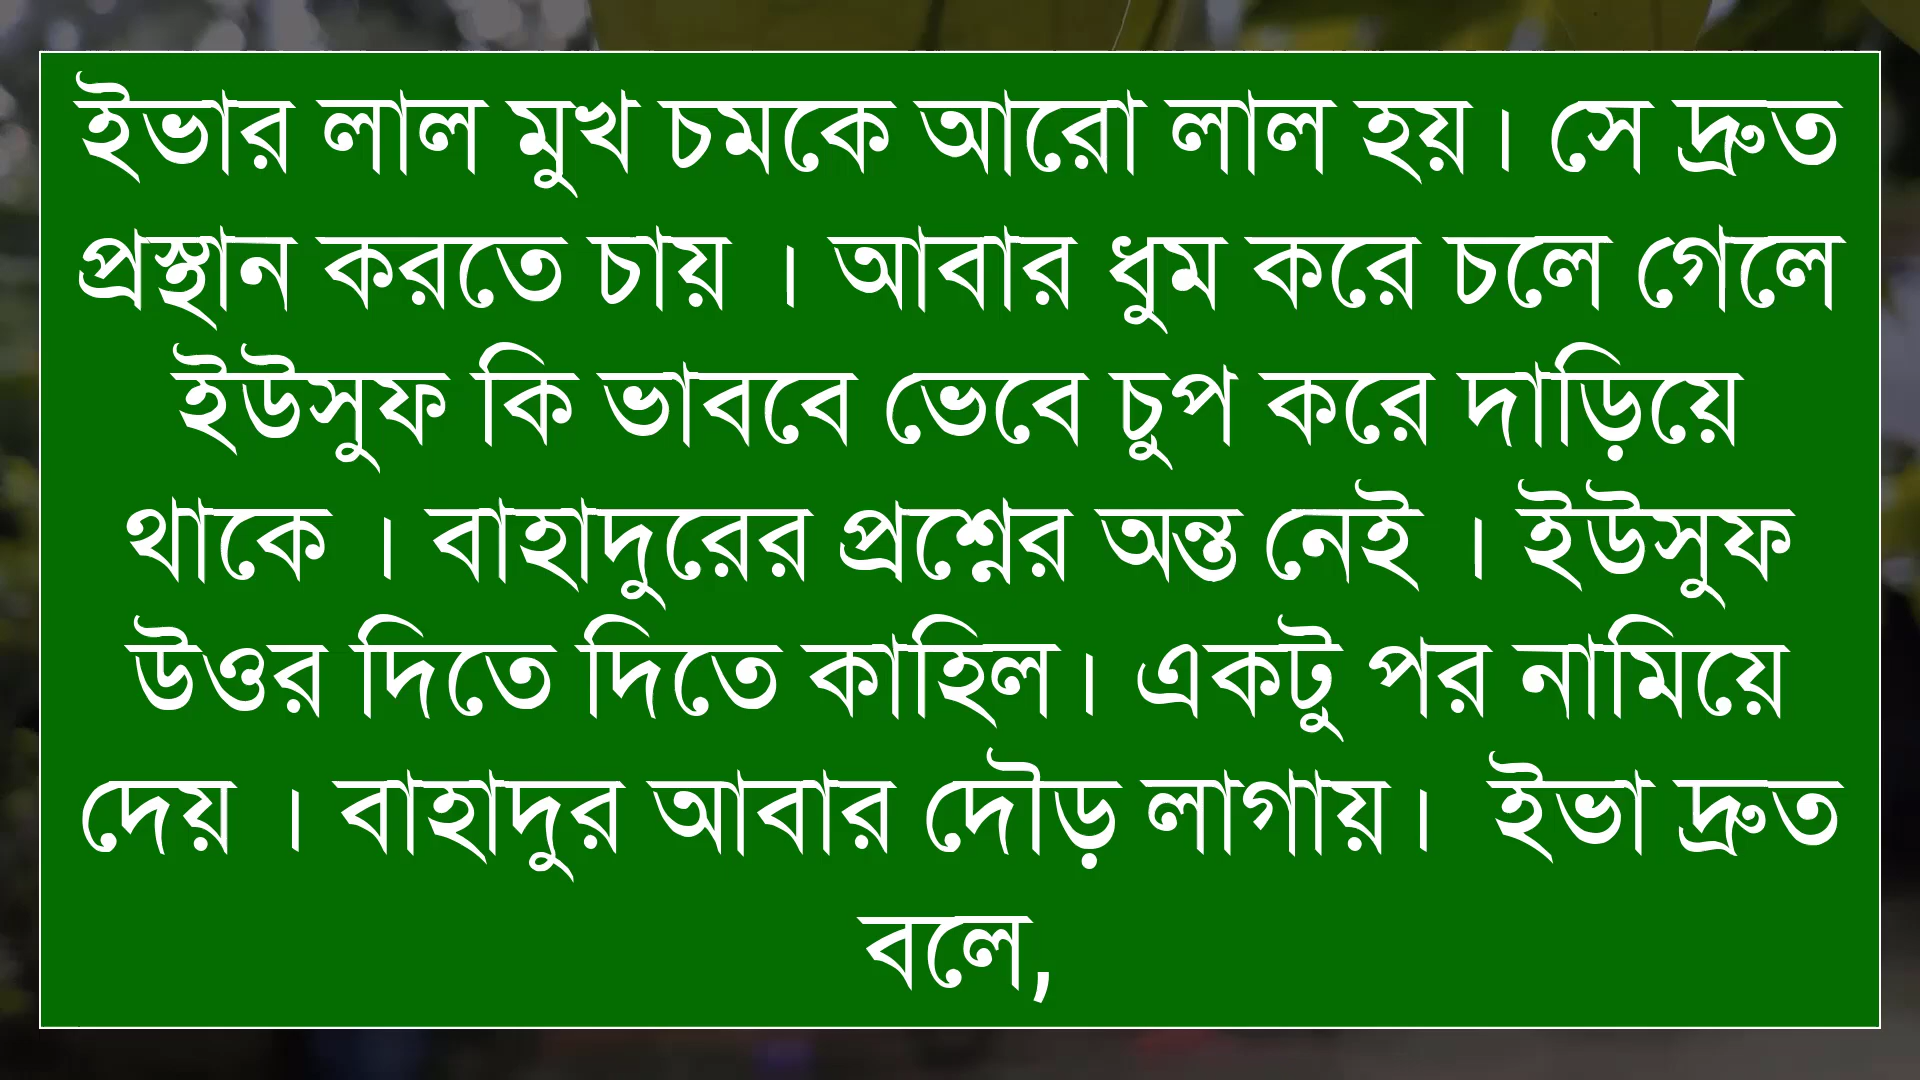 ইভার লাল মুখ চমকে আরো লাল হয়। সে দ্রুত
প্রস্থান করতে চায় । আবার ধুম করে চলে গেলে
ইউসুফ কি ভাববে ভেবে চুপ করে দাড়িয়ে
থাকে । বাহাদুরের প্রশ্নের অন্ত নেই । ইউসুফ
উওর দিতে দিতে কাহিল। একটু পর নামিয়ে
দেয় । বাহাদুর আবার দৌড় লাগায়। ইভা দ্রুত
বলে,